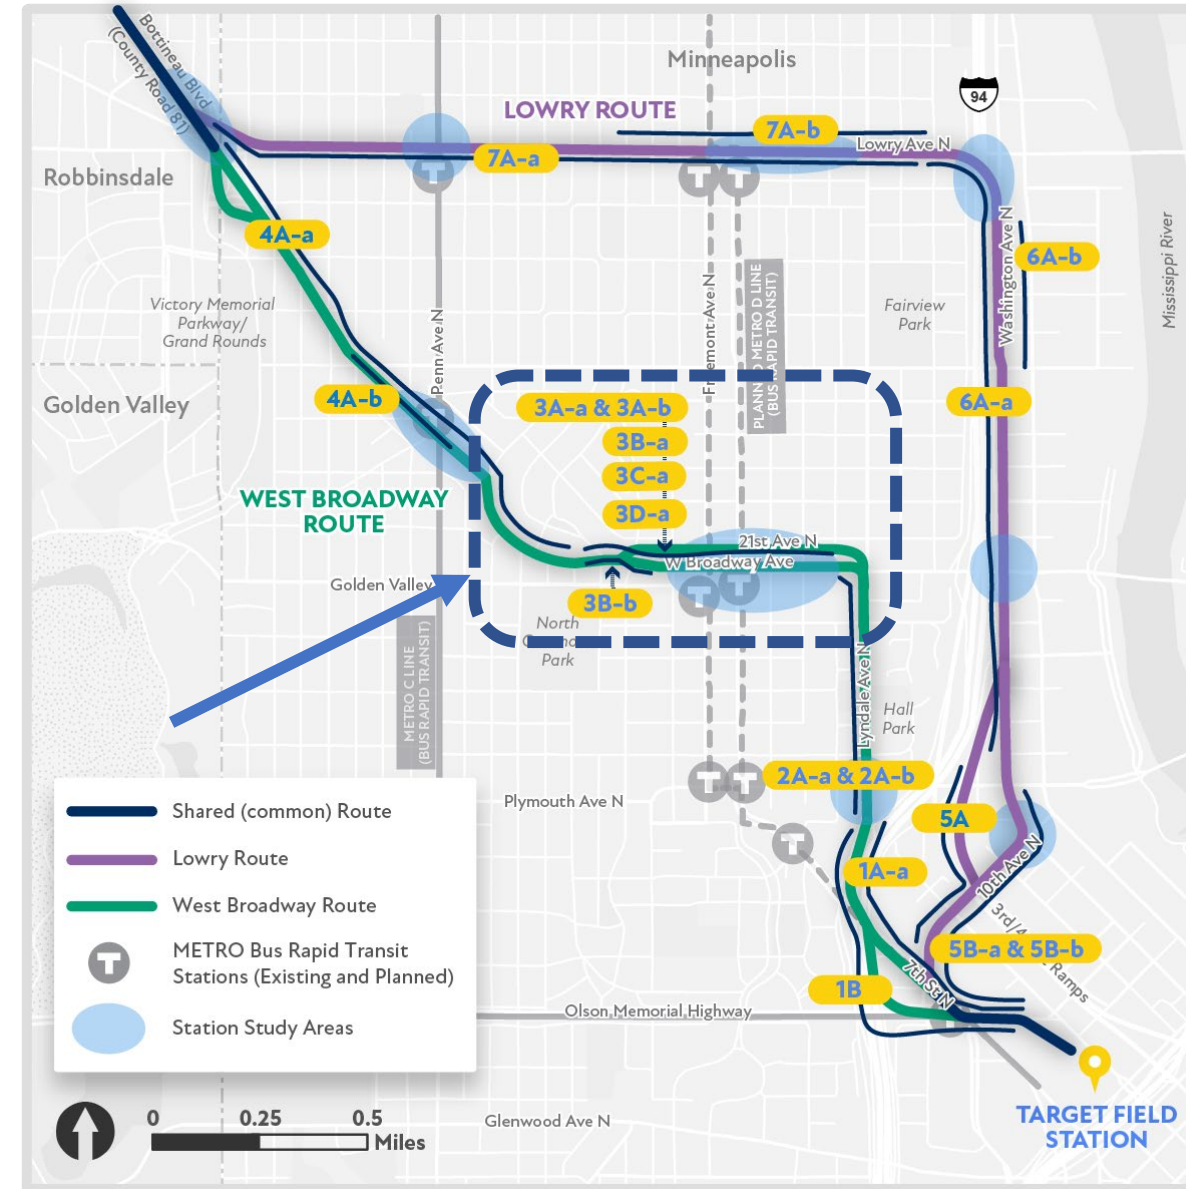 Bottineau Blvd
(County Road 81)
Minneapolis
94
LOWRY ROUTE
7A-b
Lowry Ave N
7A-a
Robbinsdale
4A-a
Washington Ave N
6A-b
Mississippi River
Victory Memorial
Parkway/
Grand Rounds
Penn Ave N
Fremont Ave N
PLANNED METRO D LINE
(BUS RAPID TRANSIT)
Fairview
Park
Golden Valley
4A-b
3A-a & 3A-b
6A-a
3B-a
3C-a
3D-a
WEST BROADWAY
ROUTE
21st Ave N
W Broadway Ave
Golden Valley
3B-b
North
Park
METRO C LINE
(BUS RAPID TRANSIT)
Lyndale Ave N
Hall
Park
2A-a & 2A-b
Plymouth Ave N
5A
10th Ave N
1A-a
3rd/4
Ramps
5B-a & 5B-b
7th St N
1B
Olson Memorial Highway
Shared (common) Route
Lowry Route
West Broadway Route
METRO Bus Rapid Transit
Stations (Existing and Planned)
Station Study Areas
T
T
T
T
T
T
T
T
T
T
0 0.25 0.5
Miles
Glenwood Ave N
TARGET FIELD
STATION